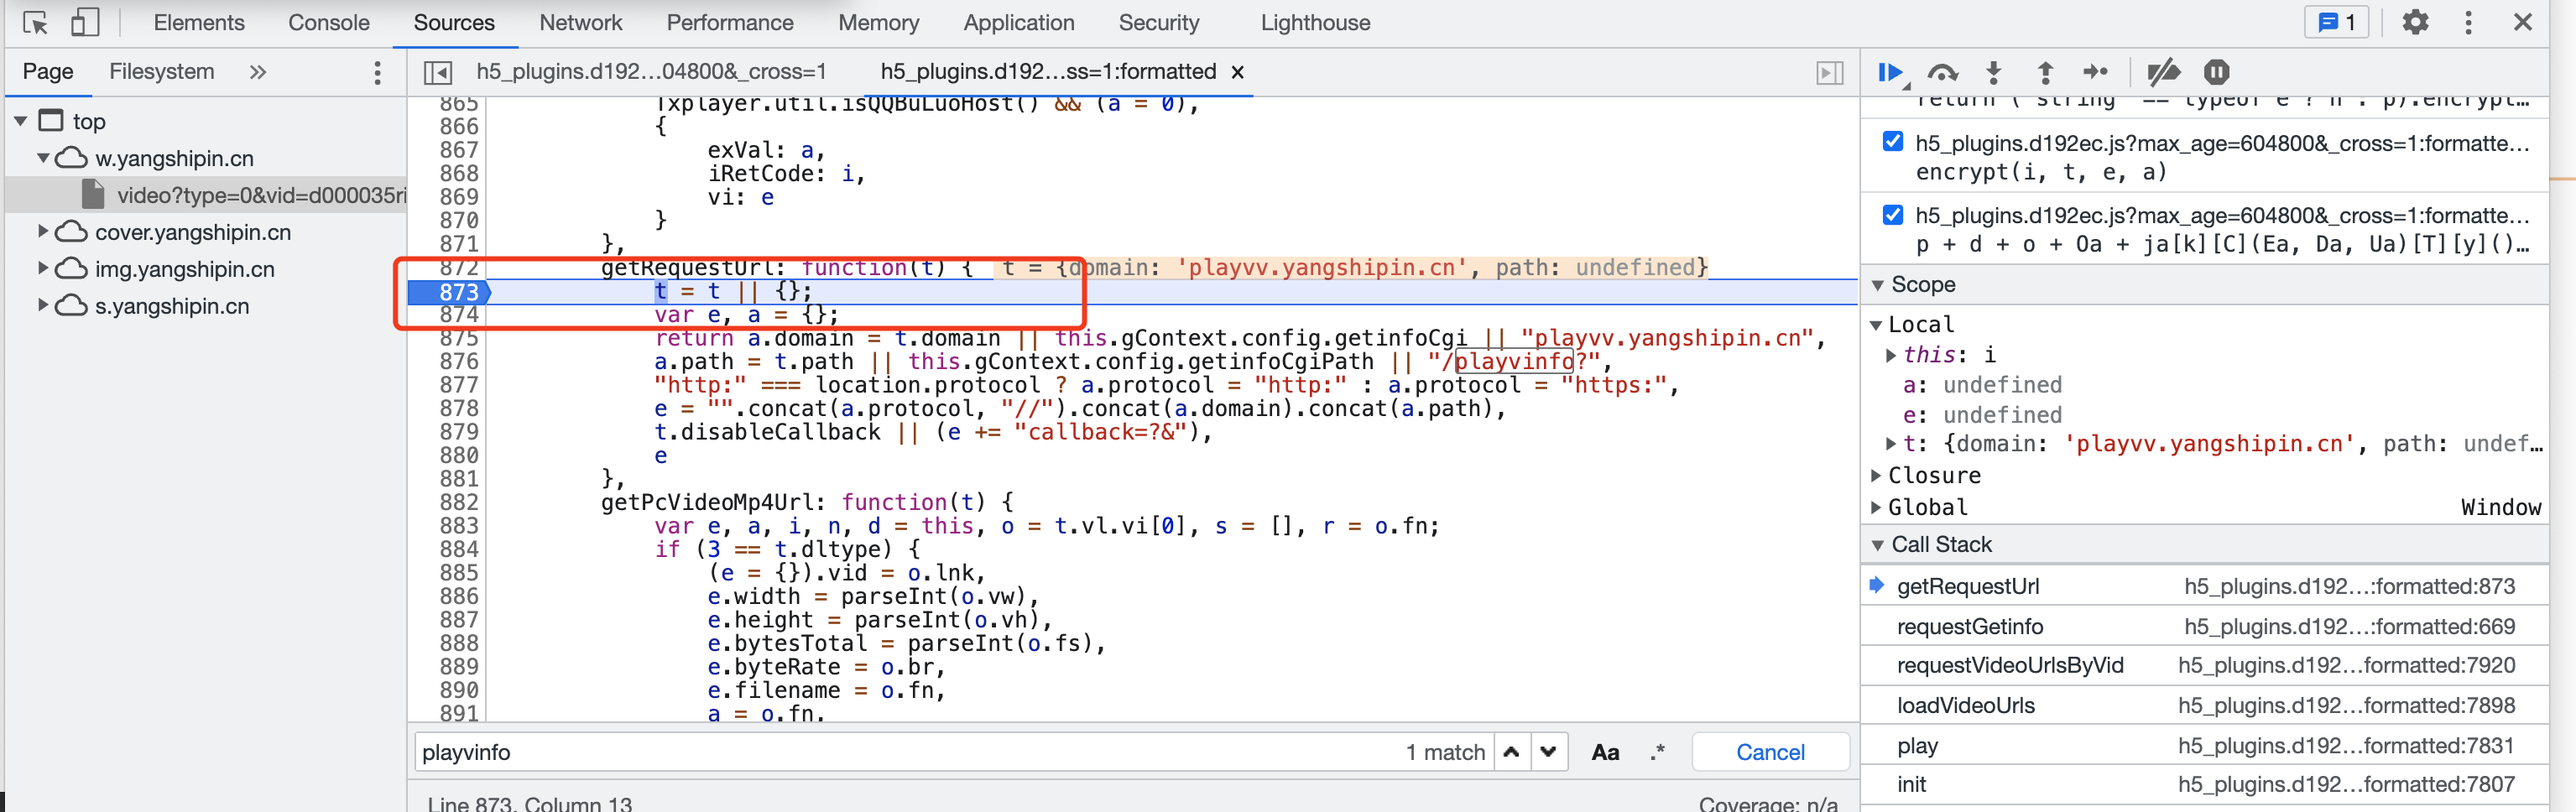 Elements Console Sources Network Performance Memory Application Security Lighthouse 1
Page Filesystem
h5_plugins.d192…04800&_cross=1 h5_plugins.d192…ss=1:formatted
top
w.yangshipin.cn
video?type=0&vid=d000035ri
cover.yangshipin.cn
img.yangshipin.cn
s.yangshipin.cn
865 Txplayer.util.isQQBuLuoHost() && (a = 0),
866 {
867 exVal: a,
868 iRetCode: i,
869 vi: e
870 }
871 },
872 getRequestUrl: function(t) { t = {domain: 'playvv.yangshipin.cn', path: undefined}
873 t = t || {};
874 var e, a = {};
875 return a.domain = t.domain || this.gContext.config.getinfoCgi || "playvv.yangshipin.cn",
876 a.path = t.path || this.gContext.config.getinfoCgiPath || "/playvinfo?",
877 "http:" === location.protocol ? a.protocol = "http:" : a.protocol = "https:",
878 e = "".concat(a.protocol, "//").concat(a.domain).concat(a.path),
879 t.disableCallback || (e += "callback=?&"),
880 e
881 },
882 getPcVideoMp4Url: function(t) {
883 var e, a, i, n, d = this, o = t.vl.vi[0], s = [], r = o.fn;
884 if (3 == t.dltype) {
885 (e = {}).vid = o.lnk,
886 e.width = parseInt(o.vw),
887 e.height = parseInt(o.vh),
888 e.bytesTotal = parseInt(o.fs),
889 e.byteRate = o.br,
890 e.filename = o.fn,
891 a = o.fn.
playvinfo 1 match Aa .* Cancel
Line 873, Column 13 Coverage: n/a
return ("string" == typeof e ? n : p).encrypt…
h5_plugins.d192ec.js?max_age=604800&_cross=1:formatte…
encrypt(i, t, e, a)
h5_plugins.d192ec.js?max_age=604800&_cross=1:formatte…
p + d + o + Oa + ja[k][C](Ea, Da, Ua)[T][y]()…
Scope
Local
this: i
a: undefined
e: undefined
t: {domain: 'playvv.yangshipin.cn', path: undef…
Closure
Global Window
Call Stack
getRequestUrl h5_plugins.d192…:formatted:873
requestGetinfo h5_plugins.d192…:formatted:669
requestVideoUrlsByVid h5_plugins.d192…formatted:7920
loadVideoUrls h5_plugins.d192…formatted:7898
play h5_plugins.d192…formatted:7831
init h5_plugins.d192…formatted:7807